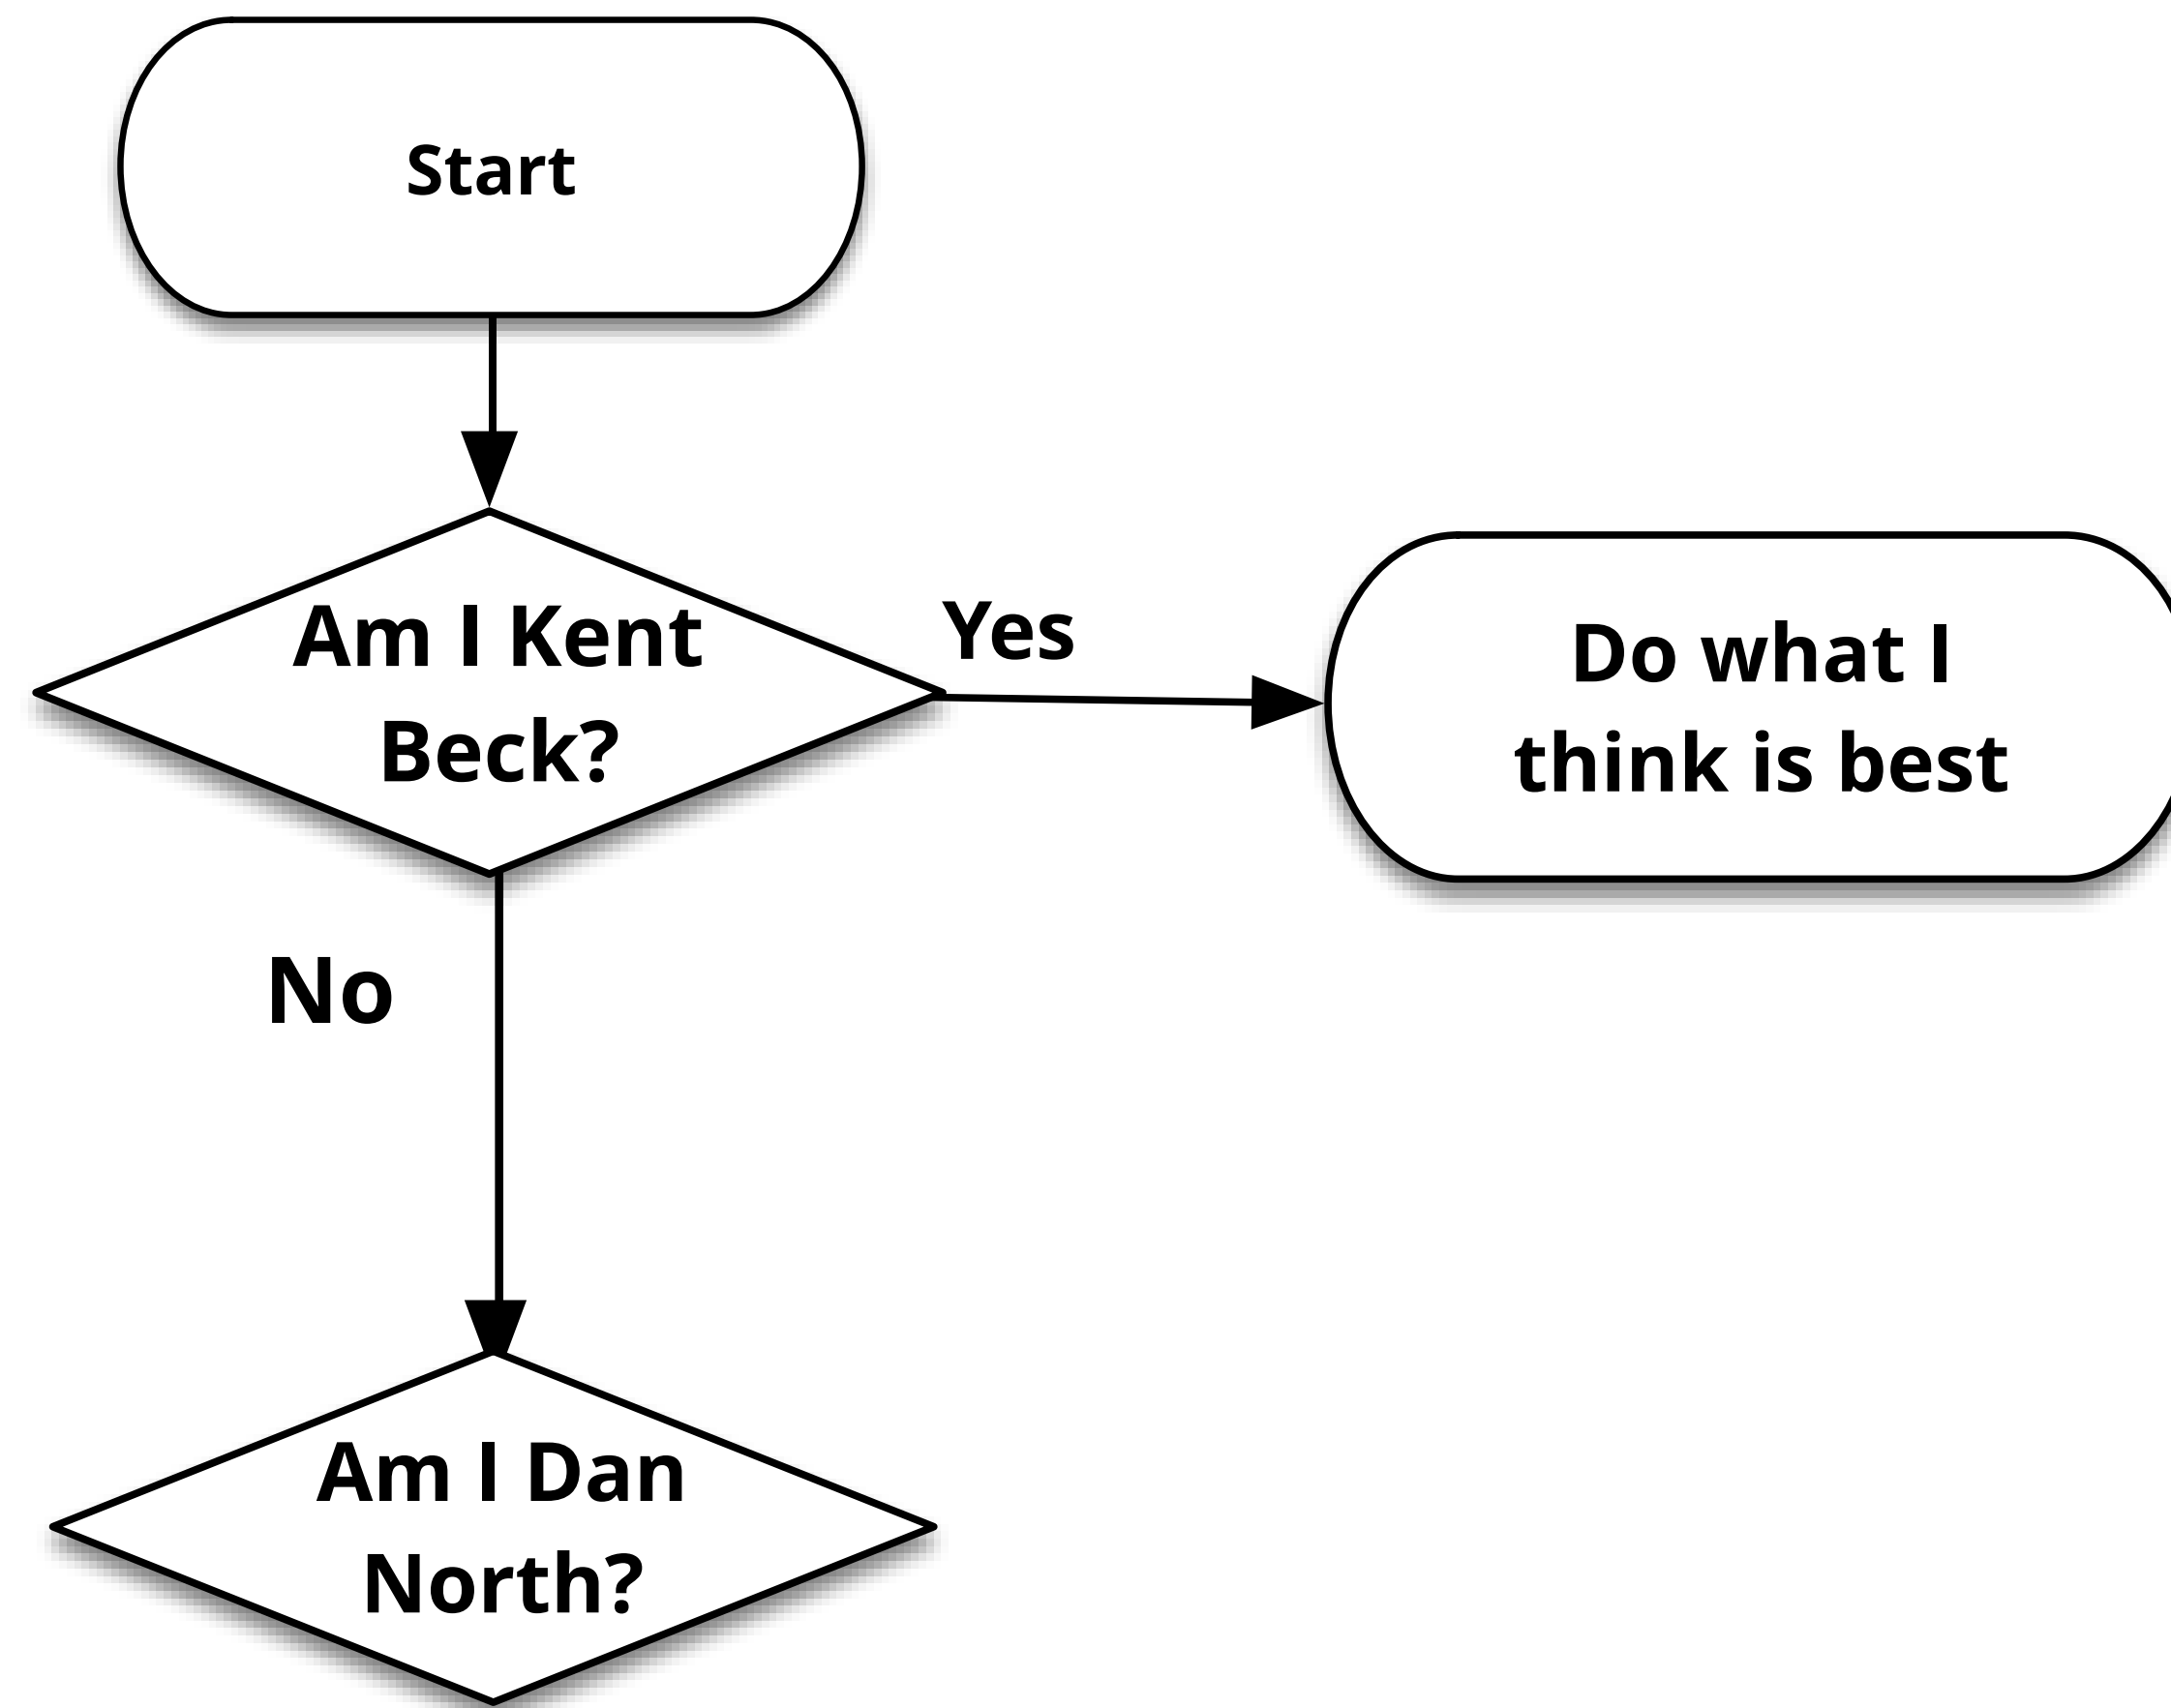 Start
Am I Kent
Beck?
Yes
Do what I
think is best
No
Am I Dan
North?